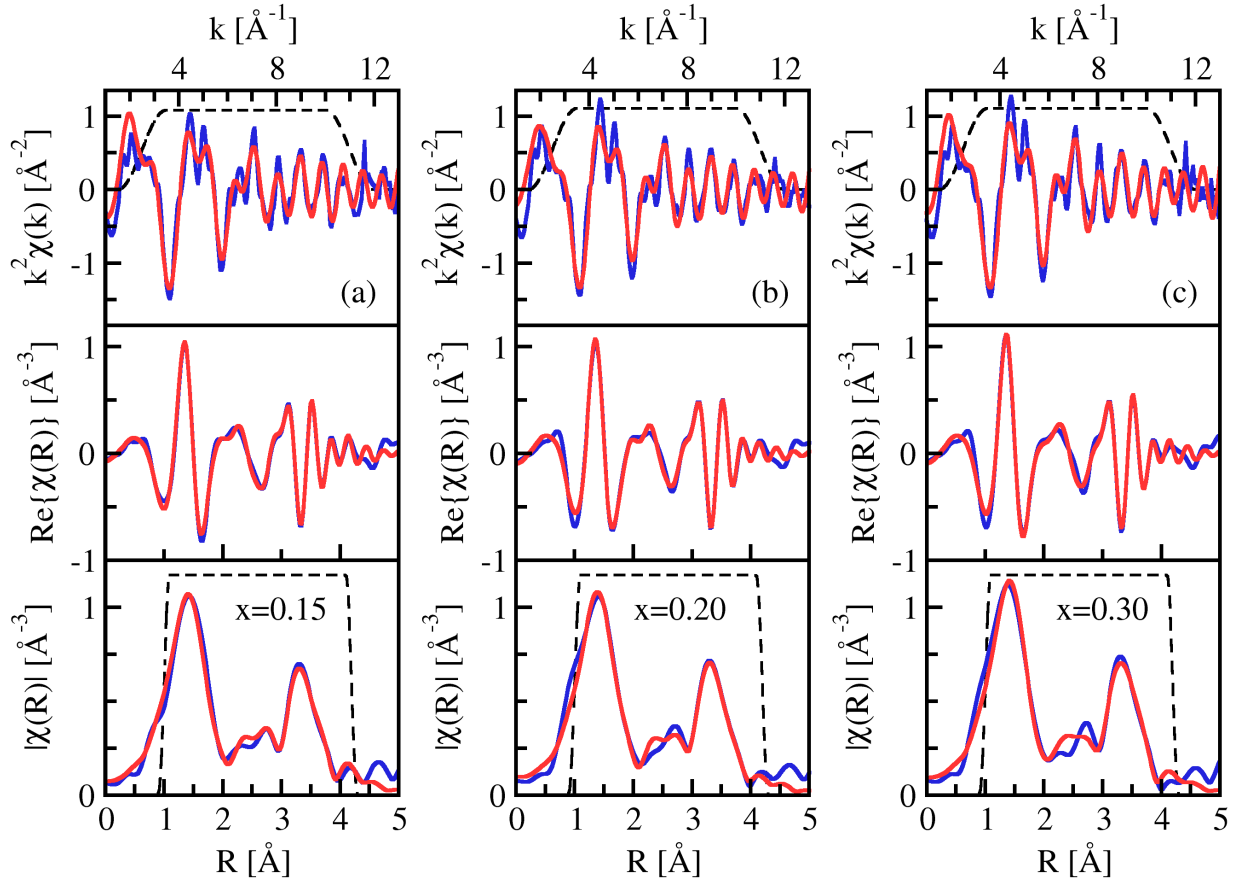 k [Å⁻¹] k [Å⁻¹] k [Å⁻¹]
4 8 12 4 8 12 4 8 12
k²χ(k) [Å⁻²] 1 0 -1 (a)
k²χ(k) [Å⁻²] 1 0 -1 (b)
k²χ(k) [Å⁻²] 1 0 -1 (c)
Re{χ(R)} [Å⁻³] 1 0 -1
Re{χ(R)} [Å⁻³] 1 0 -1
Re{χ(R)} [Å⁻³] 1 0 -1
|χ(R)| [Å⁻³] 1 0 x=0.15
|χ(R)| [Å⁻³] 1 0 x=0.20
|χ(R)| [Å⁻³] 1 0 x=0.30
0 1 2 3 4 5 0 1 2 3 4 5 0 1 2 3 4 5
R [Å] R [Å] R [Å]